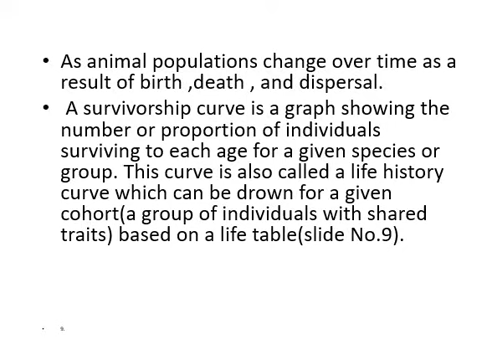 • As animal populations change over time as a
result of birth ,death , and dispersal.
• A survivorship curve is a graph showing the
number or proportion of individuals
surviving to each age for a given species or
group. This curve is also called a life history
curve which can be drown for a given
cohort(a group of individuals with shared
traits) based on a life table(slide No.9).